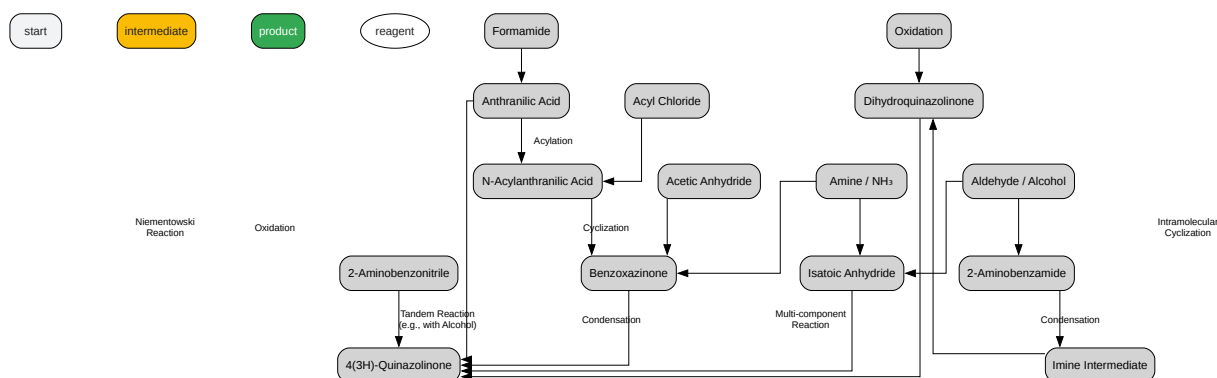 start
intermediate
product
reagent
Formamide
Oxidation
Anthranilic Acid
Acyl Chloride
Dihydroquinazolinone
Acylation
N-Acylanthranilic Acid
Acetic Anhydride
Amine / NH₃
Aldehyde / Alcohol
Niementowski
Reaction
Oxidation
Cyclization
Intramolecular
Cyclization
2-Aminobenzonitrile
Benzoxazinone
Isatoic Anhydride
2-Aminobenzamide
Tandem Reaction
(e.g., with Alcohol)
Condensation
Multi-component
Reaction
Condensation
4(3H)-Quinazolinone
Imine Intermediate